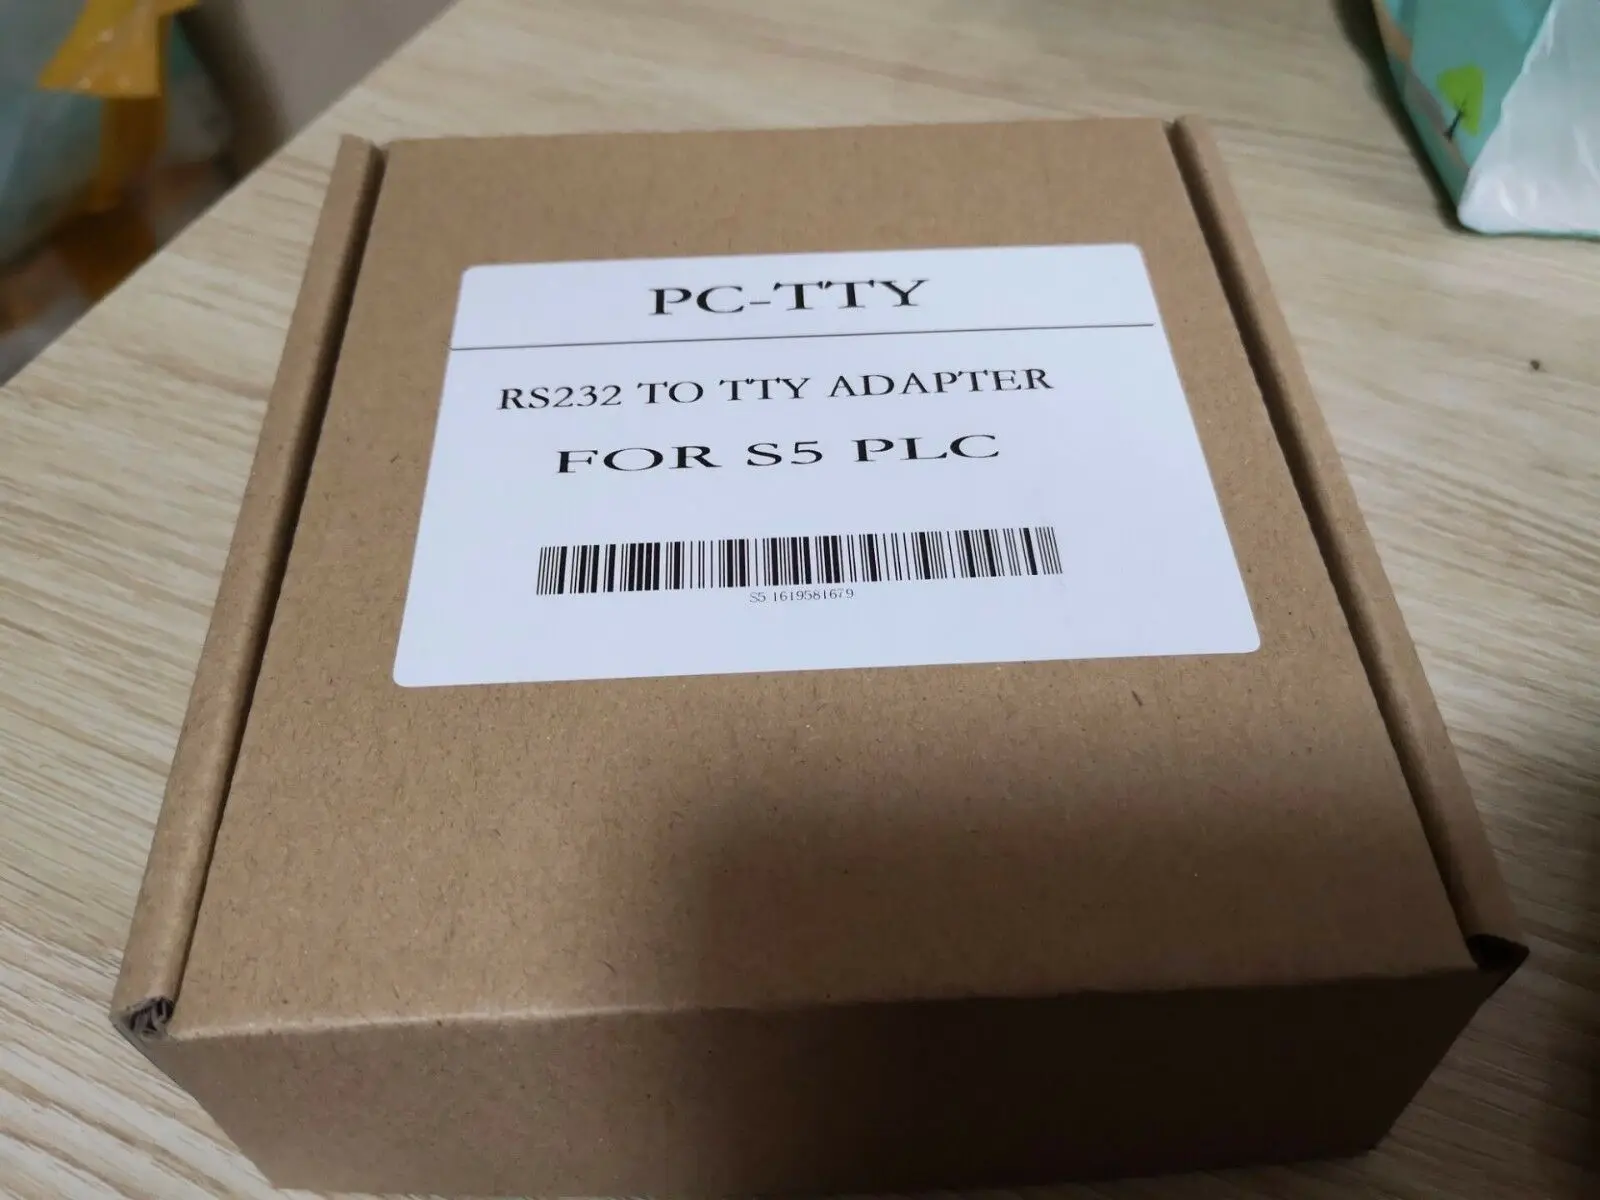 PC-TTY
RS232 TO TTY ADAPTER
FOR S5 PLC
S5 1619581679